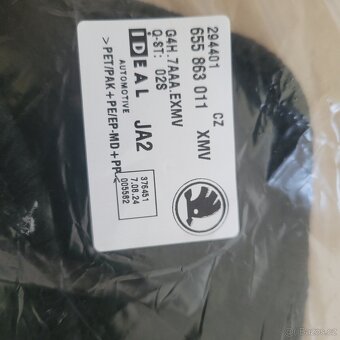 294401 CZ
655 863 011 XMV
G4H.7AAA.EXMV
Q-ST: 02S
iDEAL JA2
AUTOMOTIVE
>PET/PAK+PE/EP-MD+PP<
376451
7.08.24
005582